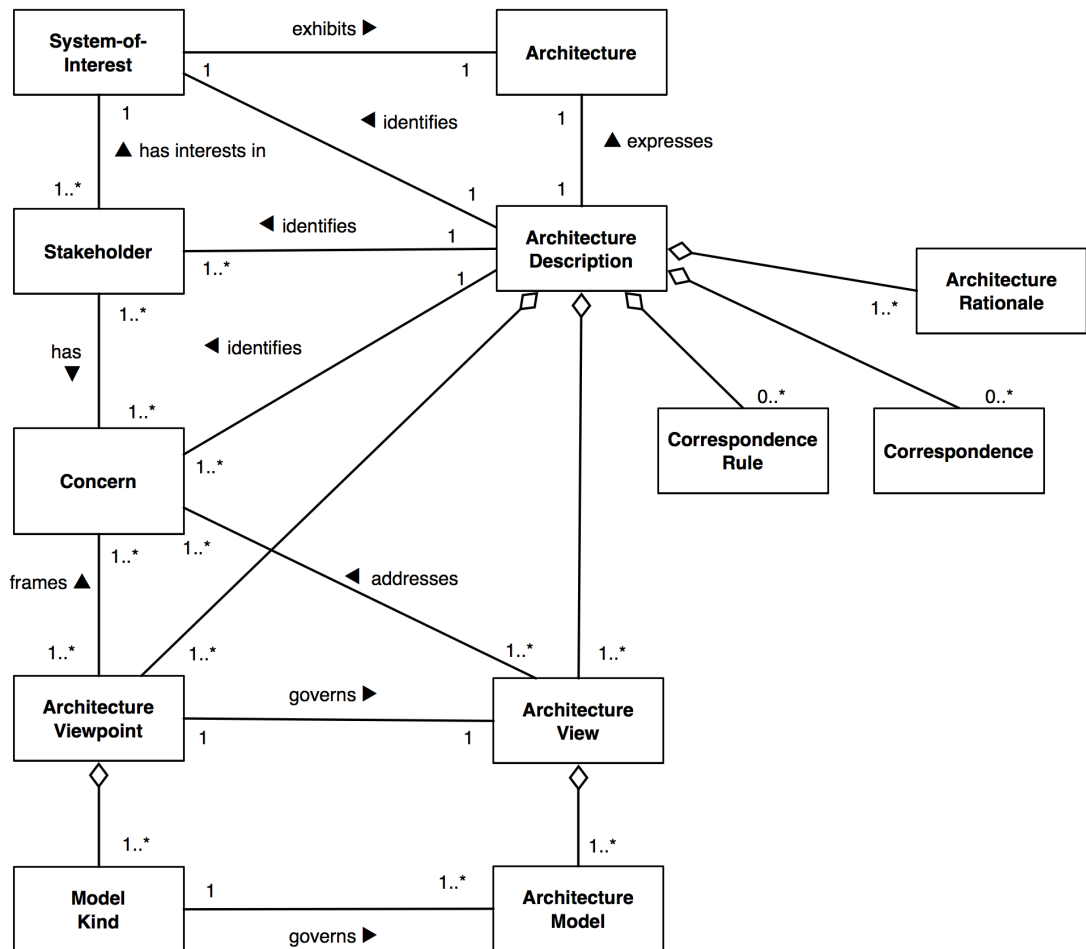 System-of-
Interest
exhibits ▶
Architecture
1
1
1
◀ identifies
1
▲ expresses
▲ has interests in
1..*
1
1
Stakeholder
◀ identifies
1
1..*
Architecture
Description
Architecture
Rationale
1..*
1..*
1
has
▼
◀ identifies
1..*
0..*
0..*
Concern
1..*
Correspondence
Rule
Correspondence
1..*
1..*
frames ▲
◀ addresses
1..*
1..*
1..*
1..*
Architecture
Viewpoint
governs ▶
1
1
Architecture
View
1..*
1..*
Model
Kind
1
1..*
governs ▶
Architecture
Model